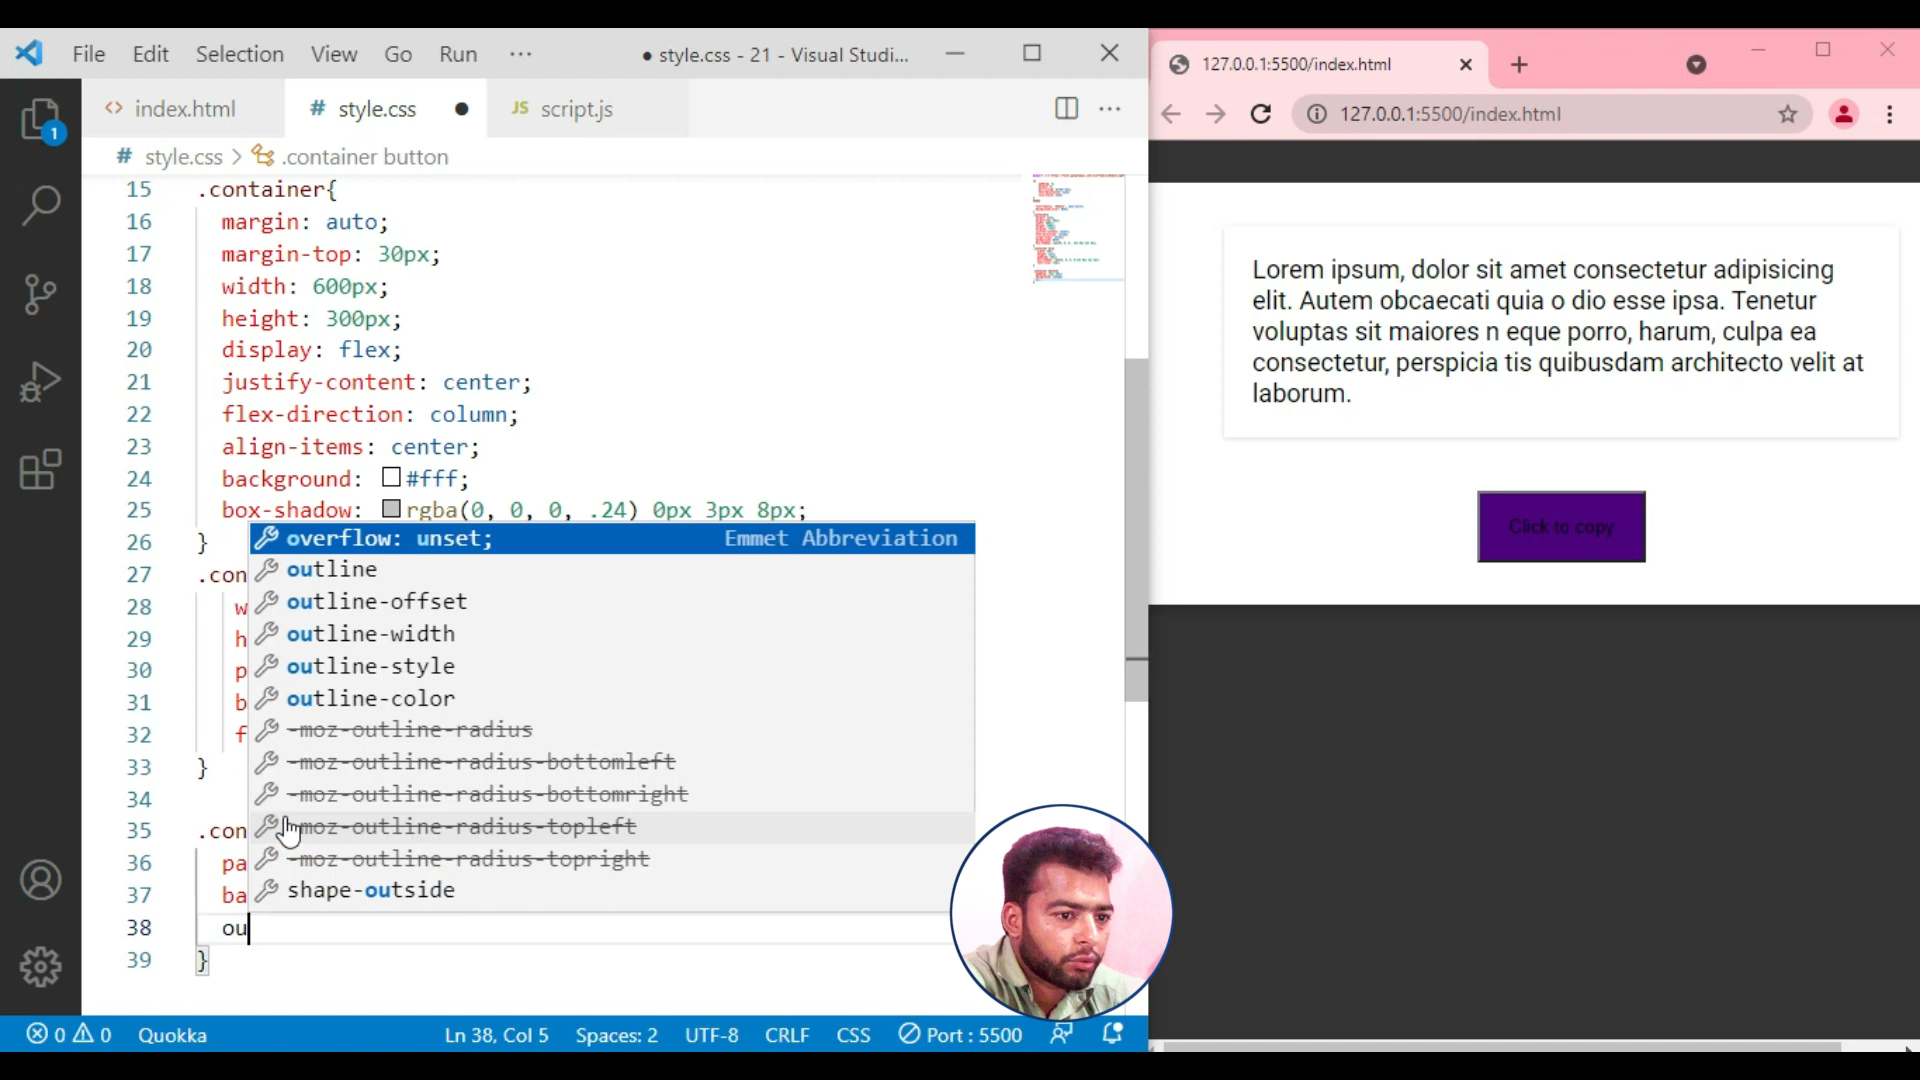 File Edit Selection View Go Run ···
● style.css - 21 - Visual Studi...
<> index.html
# style.css ●
JS script.js
···
# style.css > .container button
1
15 .container{
16 margin: auto;
17 margin-top: 30px;
18 width: 600px;
19 height: 300px;
20 display: flex;
21 justify-content: center;
22 flex-direction: column;
23 align-items: center;
24 background: #fff;
25 box-shadow: rgba(0, 0, 0, .24) 0px 3px 8px;
26 }
27 .con
28 w
29 h
30 p
31 b
32 f
33 }
34
35 .con
36 pa
37 ba
38 ou
39 }
overflow: unset; Emmet Abbreviation
outline
outline-offset
outline-width
outline-style
outline-color
-moz-outline-radius
-moz-outline-radius-bottomleft
-moz-outline-radius-bottomright
-moz-outline-radius-topleft
-moz-outline-radius-topright
shape-outside
0 0 Quokka Ln 38, Col 5 Spaces: 2 UTF-8 CRLF CSS Port : 5500
127.0.0.1:5500/index.html
127.0.0.1:5500/index.html
Lorem ipsum, dolor sit amet consectetur adipisicing
elit. Autem obcaecati quia o dio esse ipsa. Tenetur
voluptas sit maiores n eque porro, harum, culpa ea
consectetur, perspicia tis quibusdam architecto velit at
laborum.
Click to copy